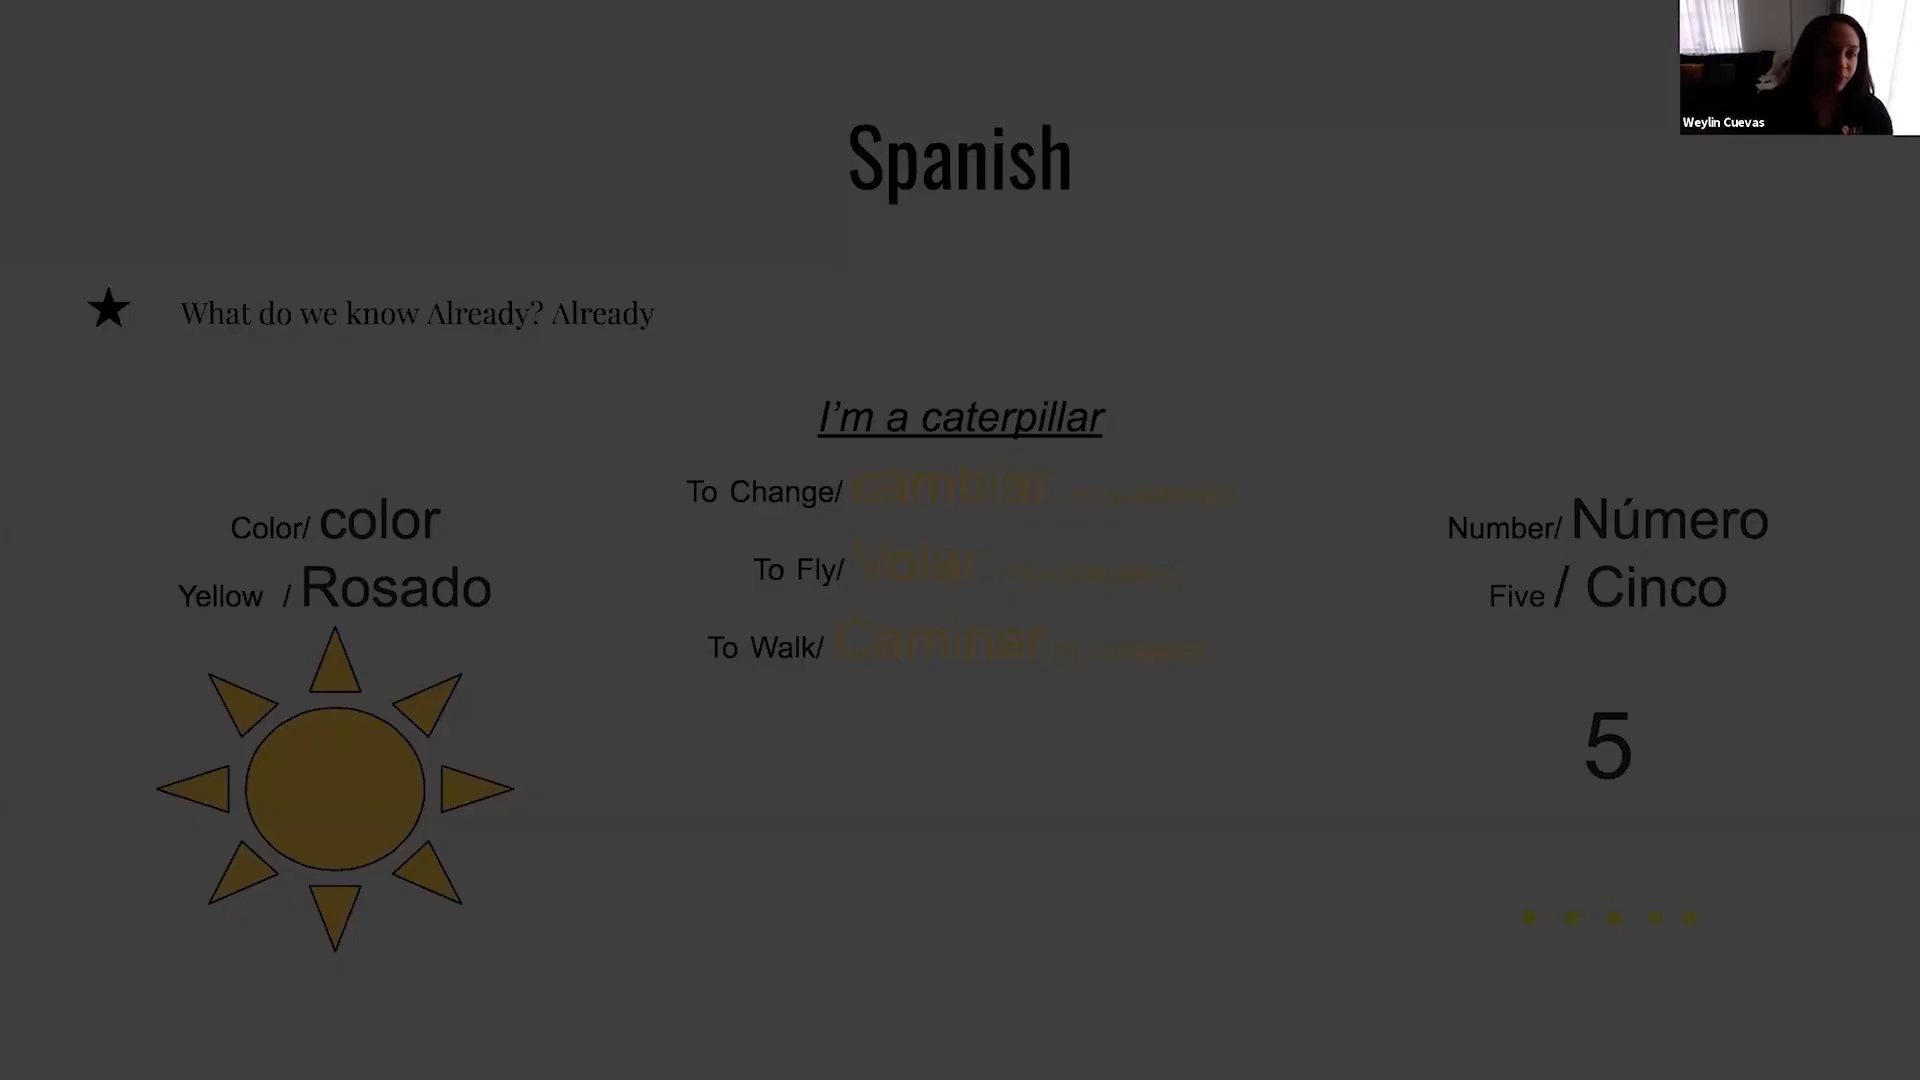 Weylin Cuevas
Spanish
★ What do we know Already? Already
I'm a caterpillar
To Change/ cambiar
To Fly/ Volar
To Walk/ Caminar
Color/ color
Yellow / Rosado
Number/ Número
Five / Cinco
5